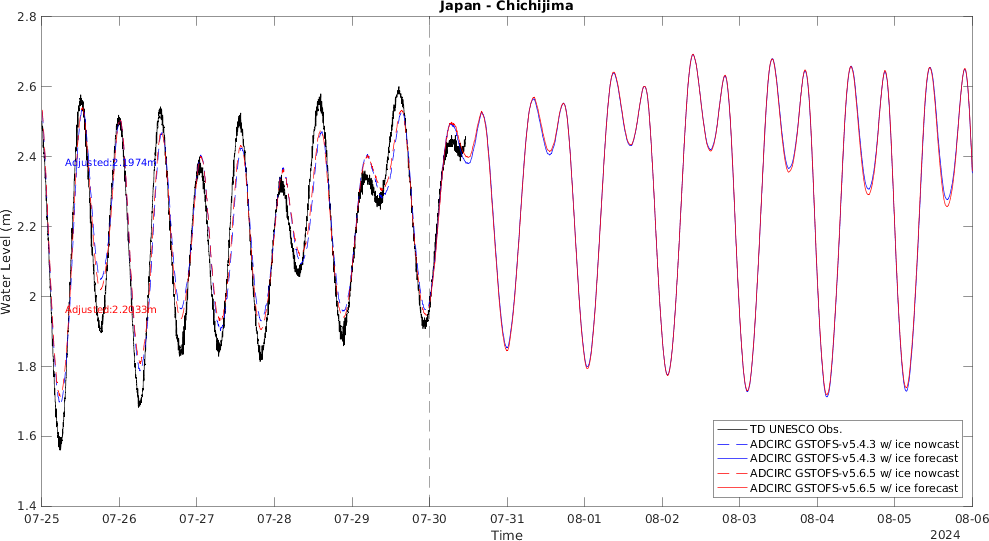 Japan - Chichijima
2.8
2.6
2.4
2.2
2
1.8
1.6
1.4
Water Level (m)
Adjusted:2.1974m
Adjusted:2.2033m
TD UNESCO Obs.
ADCIRC GSTOFS-v5.4.3 w/ ice nowcast
ADCIRC GSTOFS-v5.4.3 w/ ice forecast
ADCIRC GSTOFS-v5.6.5 w/ ice nowcast
ADCIRC GSTOFS-v5.6.5 w/ ice forecast
07-25 07-26 07-27 07-28 07-29 07-30 07-31 08-01 08-02 08-03 08-04 08-05 08-06
Time
2024